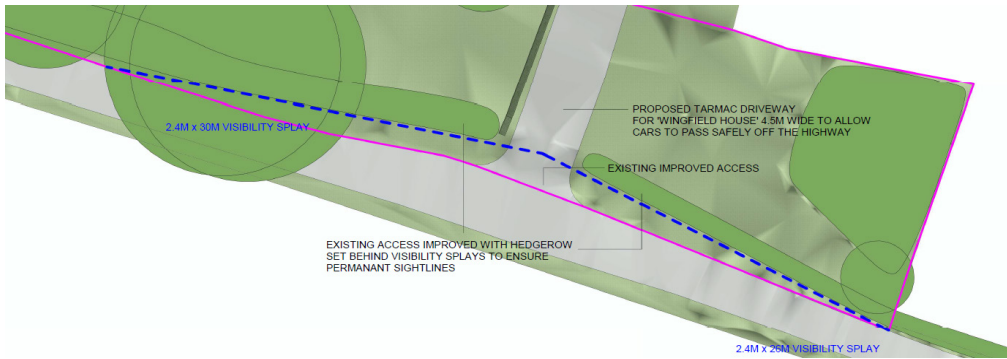 PROPOSED TARMAC DRIVEWAY
FOR 'WINGFIELD HOUSE' 4.5M WIDE TO ALLOW
CARS TO PASS SAFELY OFF THE HIGHWAY
2.4M x 30M VISIBILITY SPLAY
EXISTING IMPROVED ACCESS
EXISTING ACCESS IMPROVED WITH HEDGEROW
SET BEHIND VISIBILITY SPLAYS TO ENSURE
PERMANANT SIGHTLINES
2.4M x 26M VISIBILITY SPLAY